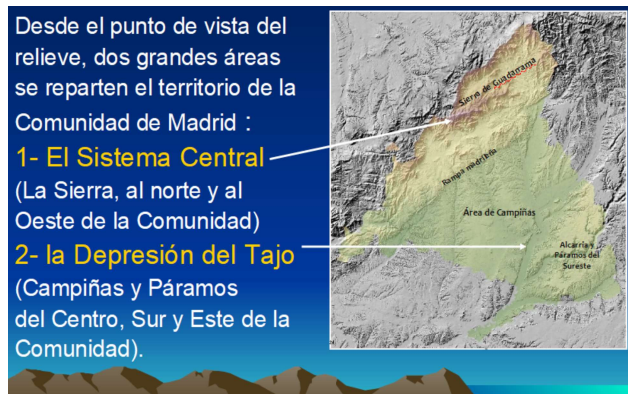 Desde el punto de vista del
relieve, dos grandes áreas
se reparten el territorio de la
Comunidad de Madrid :
1- El Sistema Central
(La Sierra, al norte y al
Oeste de la Comunidad)
2- la Depresión del Tajo
(Campiñas y Páramos
del Centro, Sur y Este de la
Comunidad).
Sierra de Guadarrama
Rampa madrileña
Área de Campiñas
Alcarria y
Páramos del
Sureste